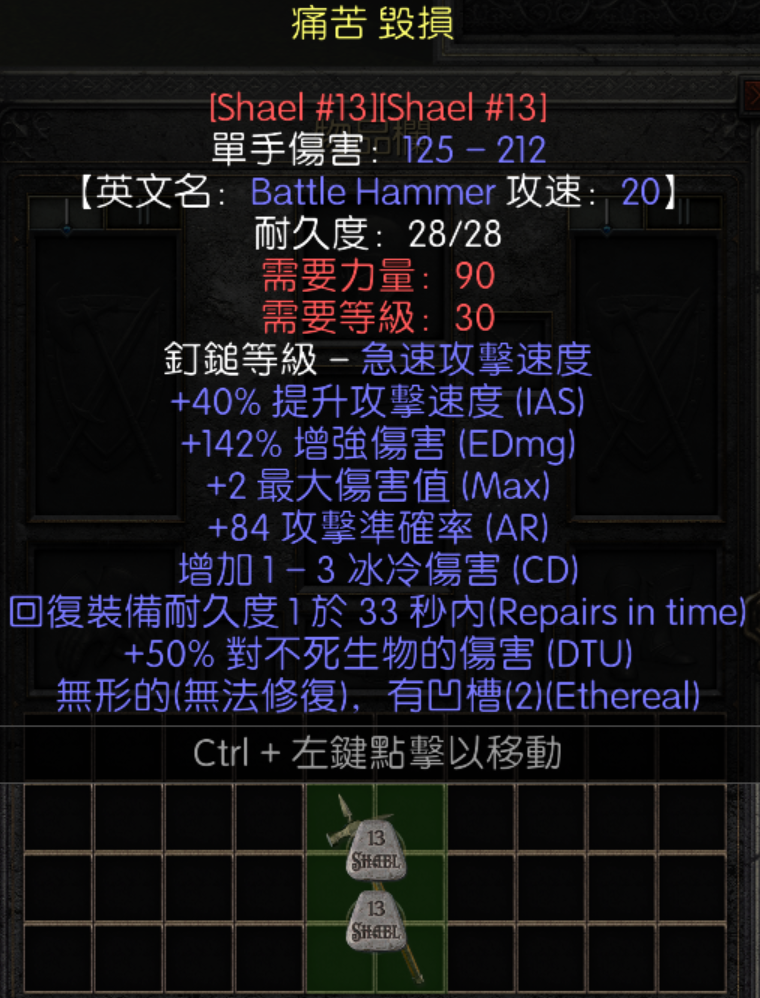 痛苦 毀損
[Shael #13][Shael #13]
單手傷害: 125 - 212
【英文名: Battle Hammer 攻速: 20】
耐久度: 28/28
需要力量: 90
需要等級: 30
釘鎚等級 - 急速攻擊速度
+40% 提升攻擊速度 (IAS)
+142% 增強傷害 (EDmg)
+2 最大傷害值 (Max)
+84 攻擊準確率 (AR)
增加 1 - 3 冰冷傷害 (CD)
回復裝備耐久度 1 於 33 秒內(Repairs in time)
+50% 對不死生物的傷害 (DTU)
無形的(無法修復), 有凹槽(2)(Ethereal)
Ctrl + 左鍵點擊以移動
13
SHAEL
13
SHAEL